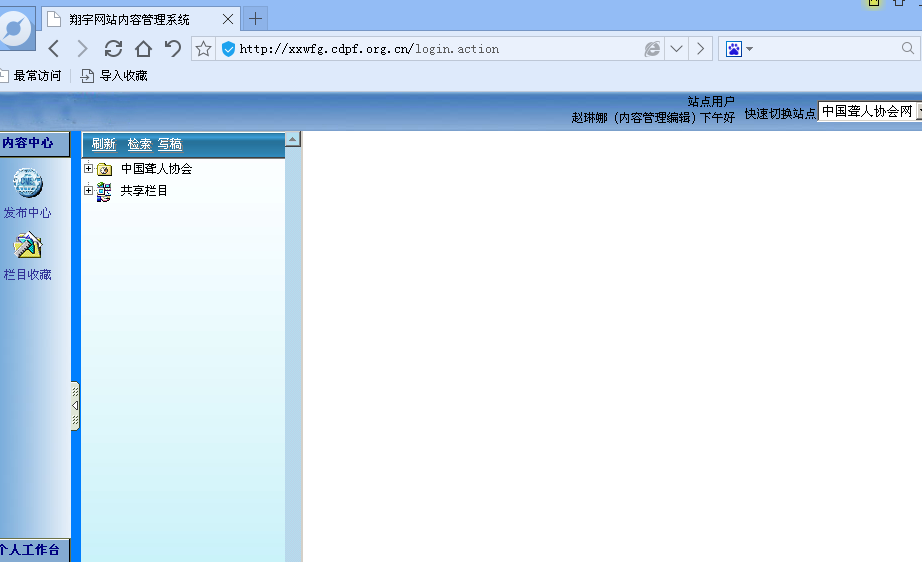 翔宇网站内容管理系统
http://xxwfg.cdpf.org.cn/login.action
最常访问 导入收藏
站点用户
赵琳娜（内容管理编辑）下午好 快速切换站点 中国聋人协会网
内容中心 刷新 检索 写稿
中国聋人协会
共享栏目
发布中心
栏目收藏
个人工作台